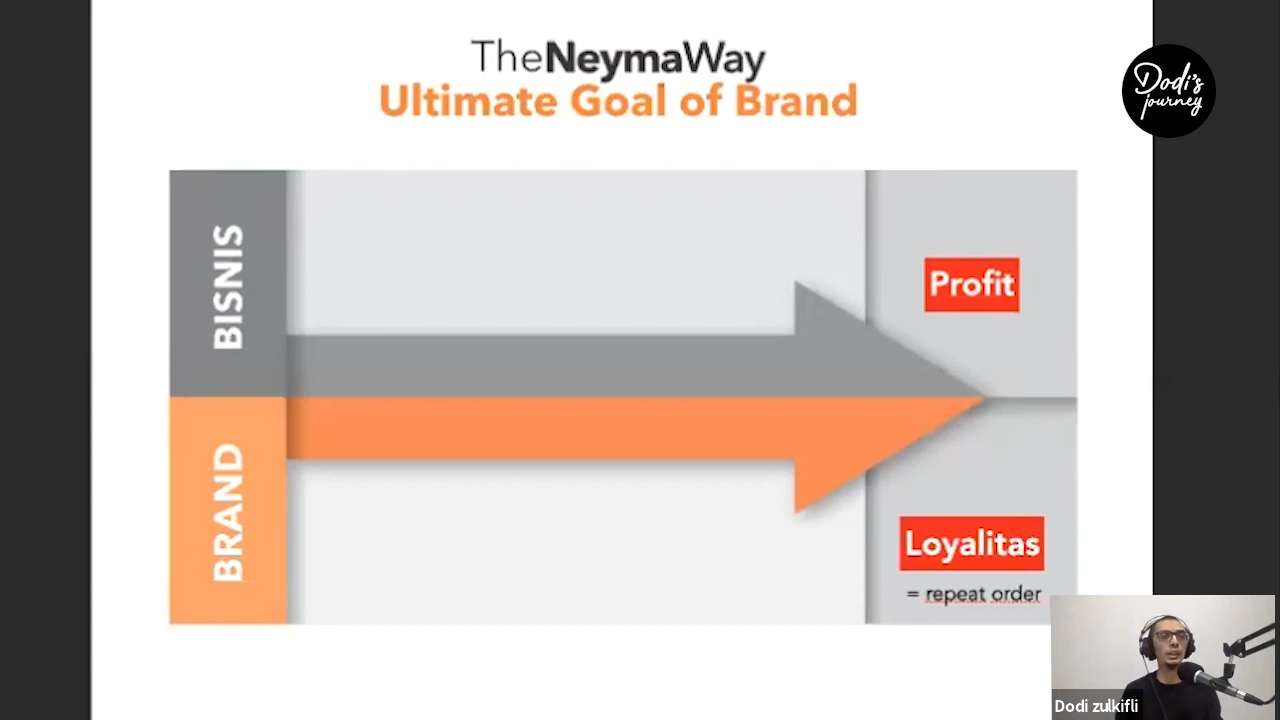 TheNeymaWay
Ultimate Goal of Brand
Dodi's
journey
BISNIS
Profit
BRAND
Loyalitas
= repeat order
Dodi zulkifli